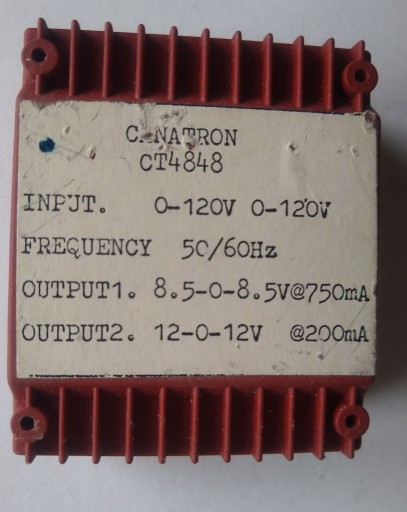 CANATRON
CT4848
INPUT. 0-120V 0-120V
FREQUENCY 50/60Hz
OUTPUT1. 8.5-0-8.5V@750mA
OUTPUT2. 12-0-12V @200mA